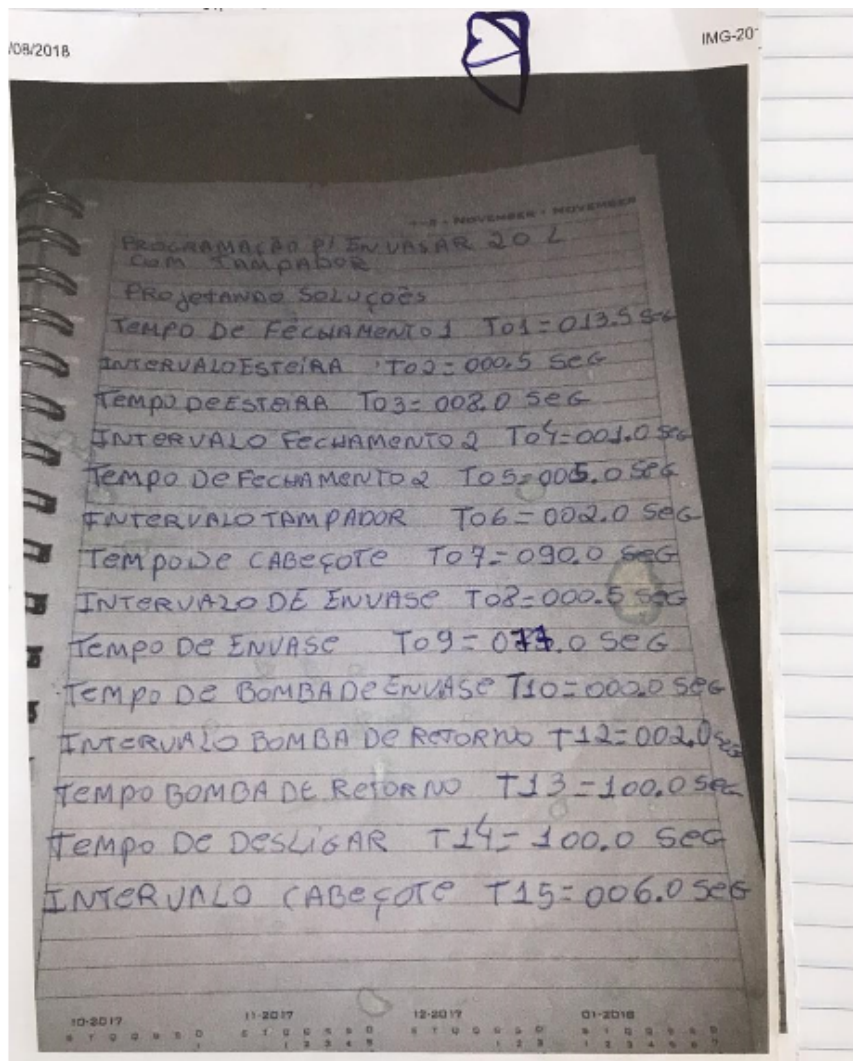 /08/2018
IMG-20
NOVEMBER • NOVEMBER
PROGRAMAÇÃO P/ ENVASAR 20 L
COM TAMPADOR
PROJETANDO SOLUÇOÊS
TEMPO DE FECHAMENTO 1 T01=013.5 SEG
INTERVALO ESTEIRA T02=000.5 SEG
TEMPO DE ESTEIRA T03=008.0 SEG
INTERVALO FECHAMENTO 2 T04=001.0 SEG
TEMPO DE FECHAMENTO 2 T05=005.0 SEG
INTERVALO TAMPADOR T06=002.0 SEG
TEMPO DE CABEÇOTE T07=090.0 SEG
INTERVALO DE ENVASE T08=000.5 SEG
TEMPO DE ENVASE T09=077.0 SEG
TEMPO DE BOMBA DE ENVASE T10=000.0 SEG
INTERVALO BOMBA DE RETORNO T12=002.0 SEG
TEMPO BOMBA DE RETORNO T13=100.0 SEG
TEMPO DE DESLIGAR T14=100.0 SEG
INTERVALO CABEÇOTE T15=006.0 SEG
10-2017 11-2017 12-2017 01-2018